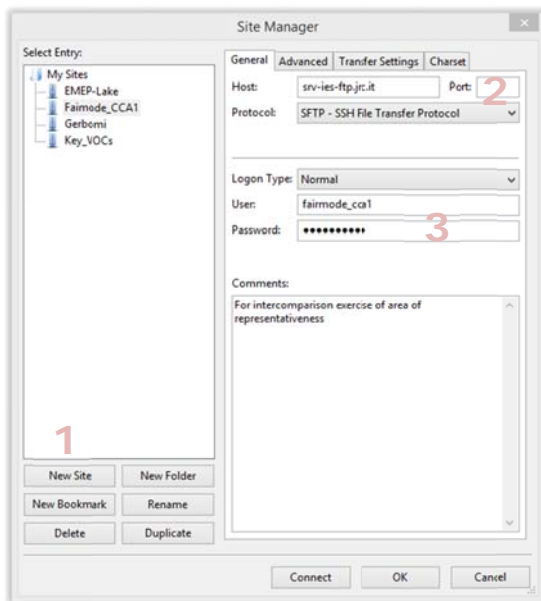 Site Manager
Select Entry:
My Sites
EMEP-Lake
Faimode_CCA1
Gerbomi
Key_VOCs
1
New Site
New Folder
New Bookmark
Rename
Delete
Duplicate
General
Advanced
Transfer Settings
Charset
Host:
srv-ies-ftp.jrc.it
Port:
2
Protocol:
SFTP - SSH File Transfer Protocol
Logon Type:
Normal
User:
fairmode_cca1
Password:
3
Comments:
For intercomparison exercise of area of
representativeness
Connect
OK
Cancel